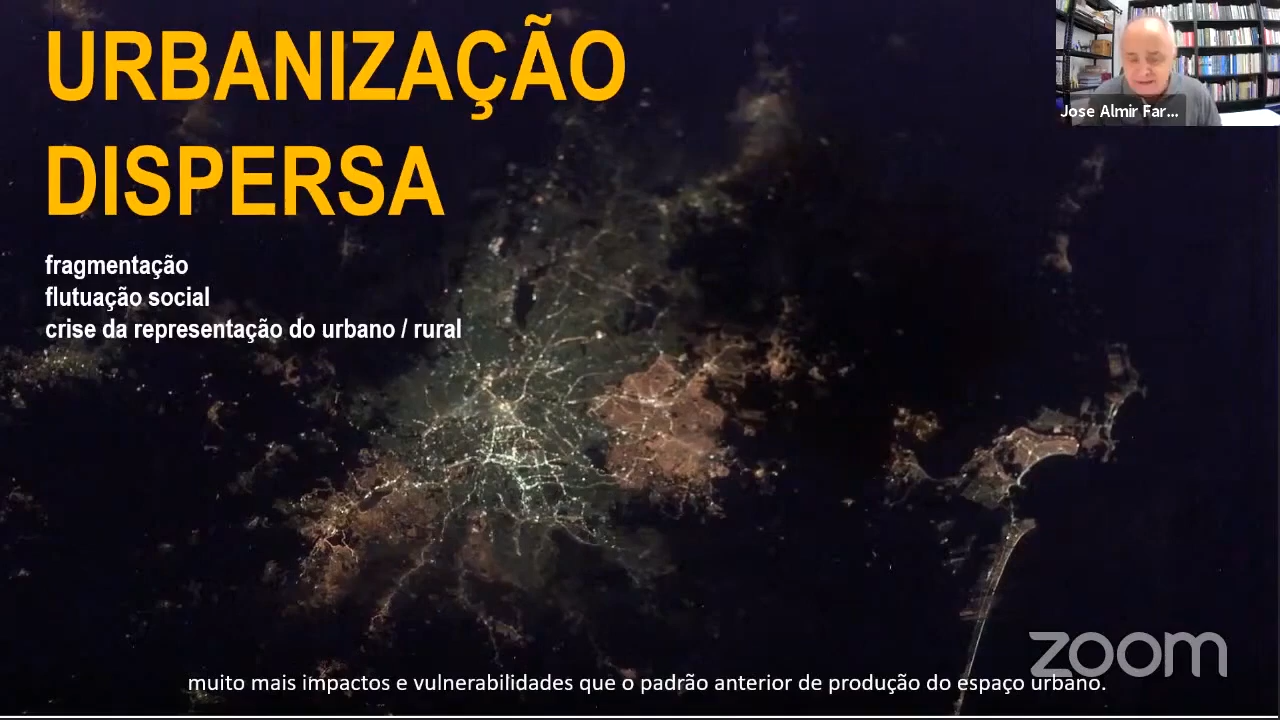 URBANIZAÇÃO
DISPERSA
fragmentação
flutuação social
crise da representação do urbano / rural
Jose Almir Far...
zoom
muito mais impactos e vulnerabilidades que o padrão anterior de produção do espaço urbano.